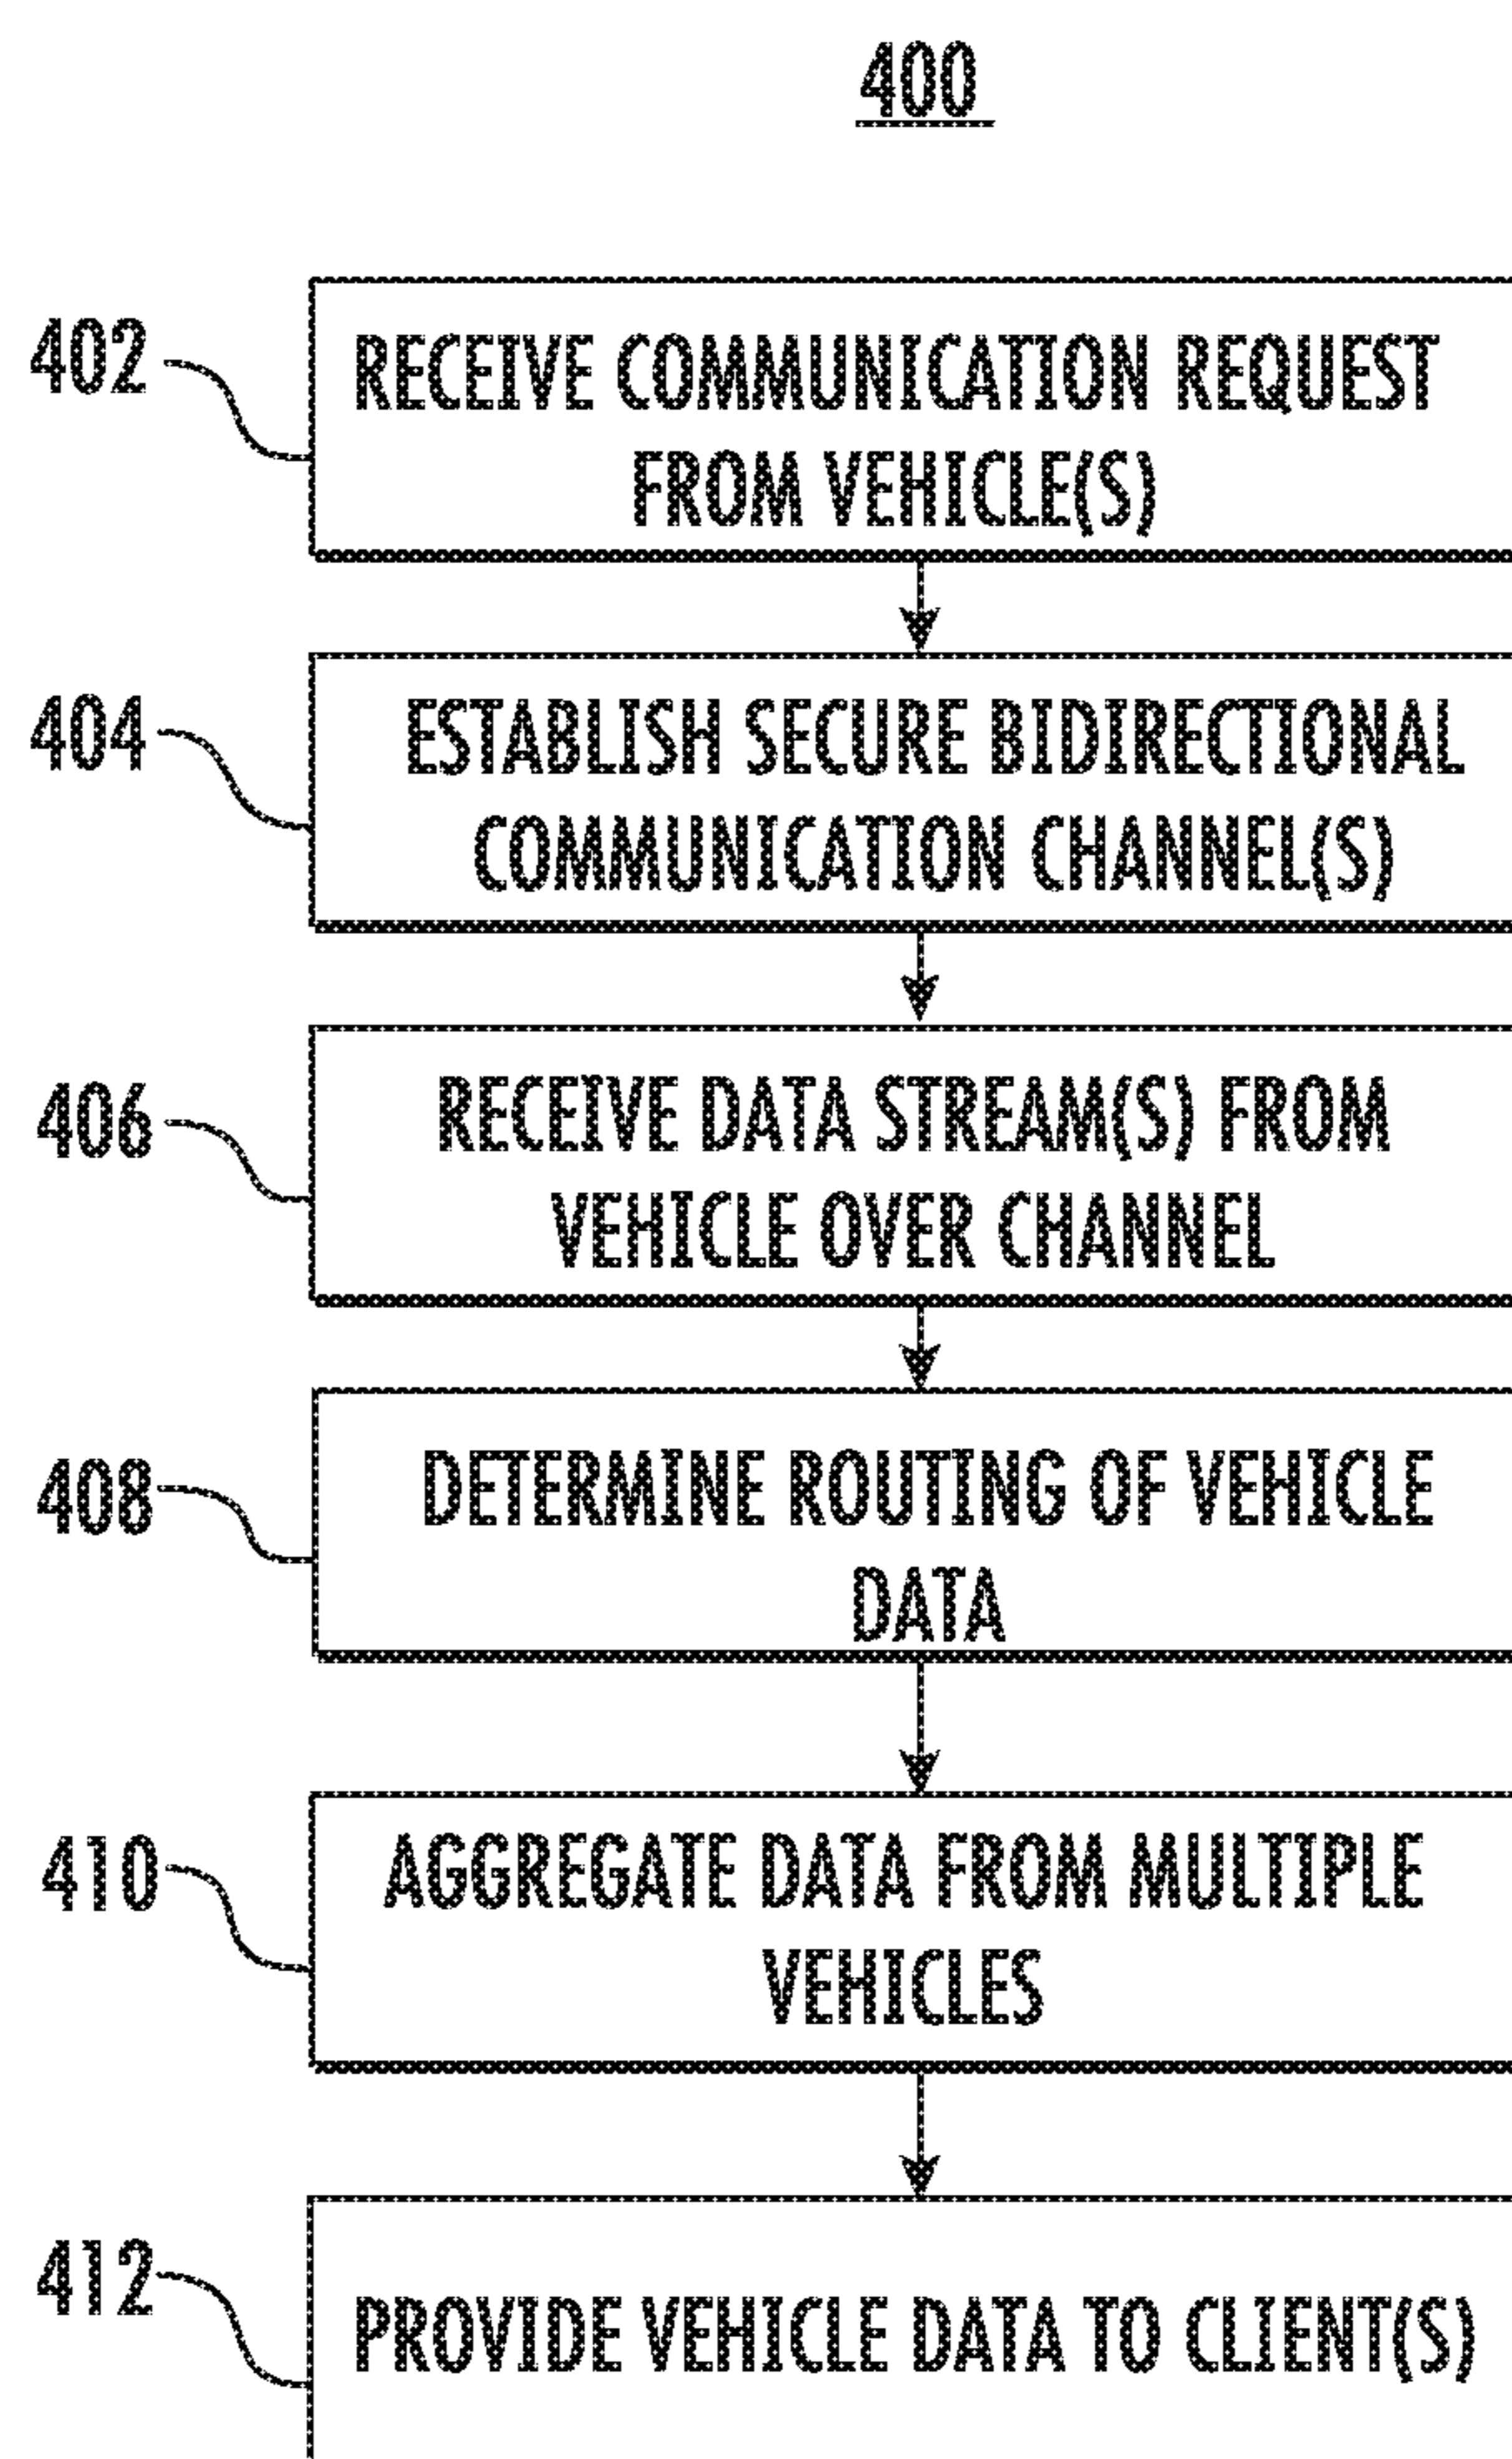 400
402
RECEIVE COMMUNICATION REQUEST
FROM VEHICLE(S)
404
ESTABLISH SECURE BIDIRECTIONAL
COMMUNICATION CHANNEL(S)
406
RECEIVE DATA STREAM(S) FROM
VEHICLE OVER CHANNEL
408
DETERMINE ROUTING OF VEHICLE
DATA
410
AGGREGATE DATA FROM MULTIPLE
VEHICLES
412
PROVIDE VEHICLE DATA TO CLIENT(S)